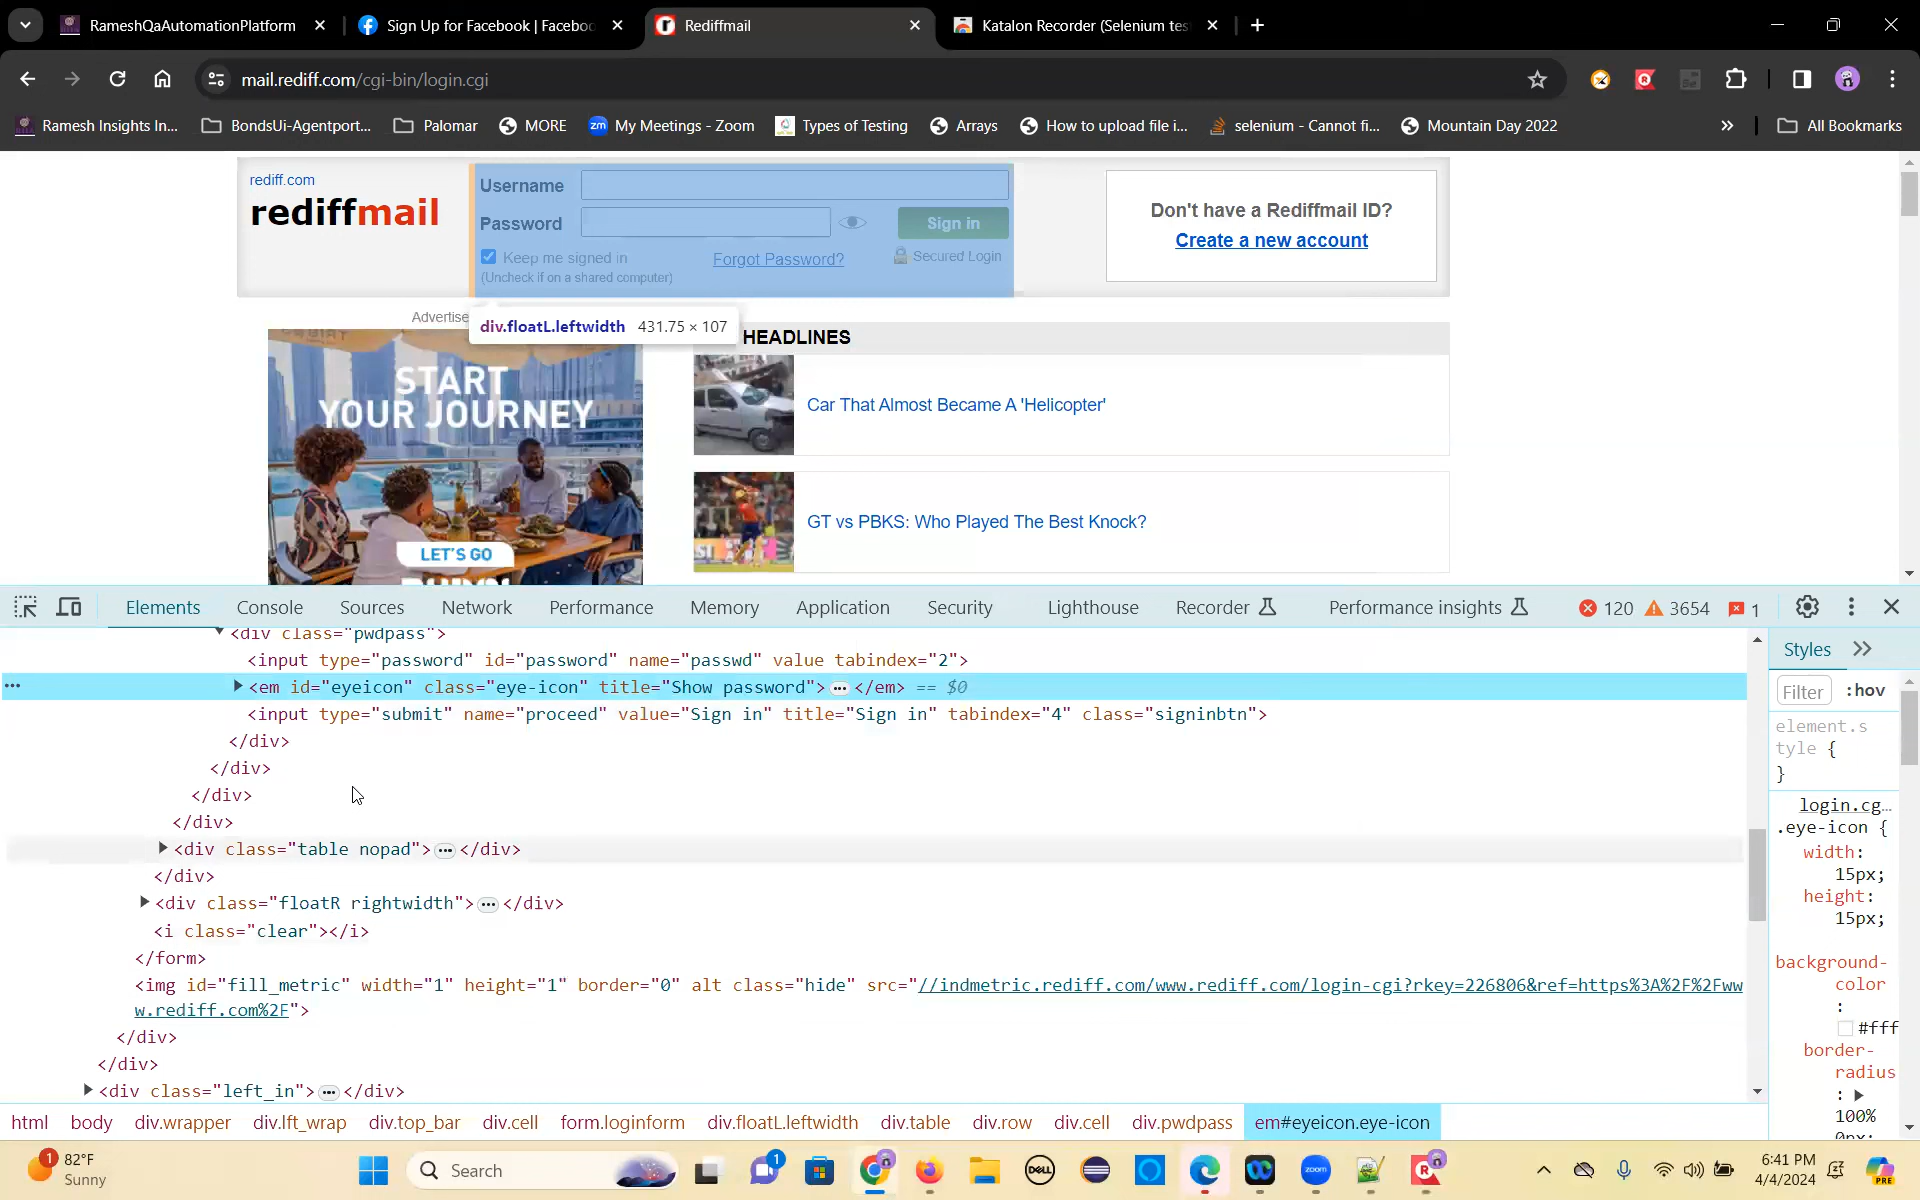 RameshQaAutomationPlatform
Sign Up for Facebook | Facebo
Rediffmail
Katalon Recorder (Selenium tes
mail.rediff.com/cgi-bin/login.cgi
Ramesh Insights In...
BondsUi-Agentport...
Palomar
MORE
zm My Meetings - Zoom
Types of Testing
Arrays
How to upload file i...
selenium - Cannot fi...
Mountain Day 2022
All Bookmarks
rediff.com
rediffmail
Username
Password
Sign in
Keep me signed in
(Uncheck if on a shared computer)
Forgot Password?
Secured Login
Don't have a Rediffmail ID?
Create a new account
Advertise
div.floatL.leftwidth 431.75 × 107
HEADLINES
START
YOUR JOURNEY
LET'S GO
Car That Almost Became A 'Helicopter'
GT vs PBKS: Who Played The Best Knock?
Elements Console Sources Network Performance Memory Application Security Lighthouse Recorder Performance insights 120 3654 1
<div class="pwdpass">
<input type="password" id="password" name="passwd" value tabindex="2">
<em id="eyeicon" class="eye-icon" title="Show password"> ... </em> == $0
<input type="submit" name="proceed" value="Sign in" title="Sign in" tabindex="4" class="signinbtn">
</div>
</div>
</div>
</div>
<div class="table nopad"> ... </div>
</div>
<div class="floatR rightwidth"> ... </div>
<i class="clear"></i>
</form>
<img id="fill_metric" width="1" height="1" border="0" alt class="hide" src="//indmetric.rediff.com/www.rediff.com/login-cgi?rkey=226806&ref=https%3A%2F%2Fww
w.rediff.com%2F">
</div>
</div>
<div class="left_in"> ... </div>
Styles
Filter :hov
element.s
tyle {
}
login.cg...
.eye-icon {
width:
15px;
height:
15px;
background-
color
:
#fff
border-
radius
:
100%
0px;
html body div.wrapper div.lft_wrap div.top_bar div.cell form.loginform div.floatL.leftwidth div.table div.row div.cell div.pwdpass em#eyeicon.eye-icon
1
82°F
Sunny
Search
1
DELL
zoom
6:41 PM
4/4/2024
PRE